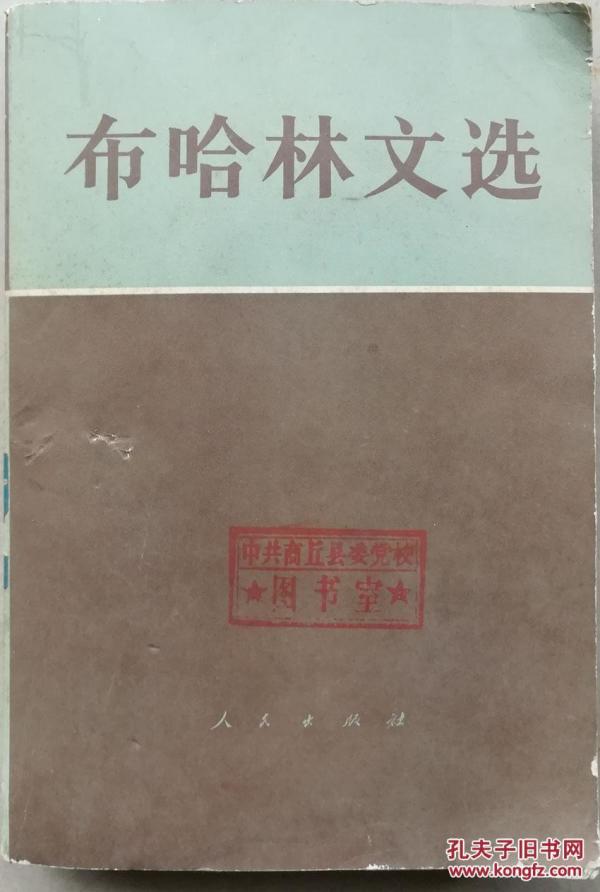 布哈林文选
中共商丘县委党校
★图书室★
人民出版社
孔夫子旧书网
www.kongfz.com